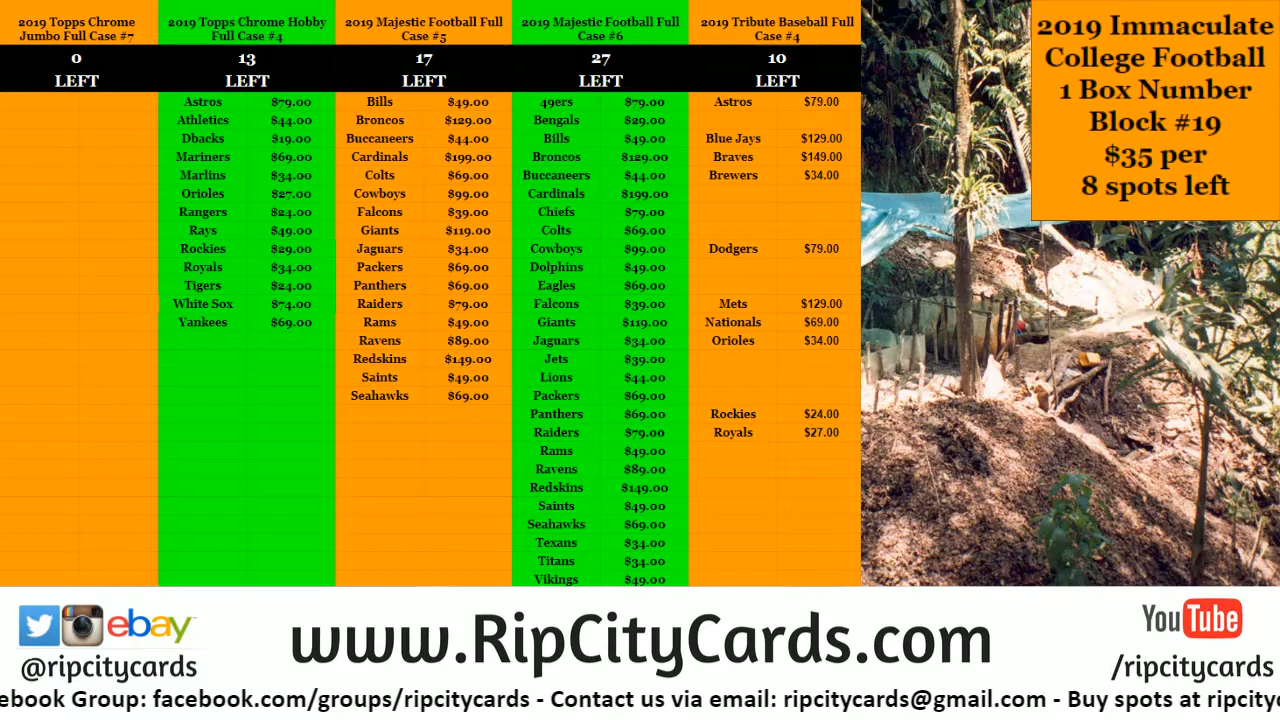 2019 Topps Chrome
Jumbo Full Case #7
0
LEFT
2019 Topps Chrome Hobby
Full Case #4
13
LEFT
Astros $79.00
Athletics $44.00
Dbacks $19.00
Mariners $69.00
Marlins $34.00
Orioles $27.00
Rangers $24.00
Rays $49.00
Rockies $29.00
Royals $34.00
Tigers $24.00
White Sox $74.00
Yankees $69.00
2019 Majestic Football Full
Case #5
17
LEFT
Bills $49.00
Broncos $129.00
Buccaneers $44.00
Cardinals $199.00
Colts $69.00
Cowboys $99.00
Falcons $39.00
Giants $119.00
Jaguars $34.00
Packers $69.00
Panthers $69.00
Raiders $79.00
Rams $49.00
Ravens $89.00
Redskins $149.00
Saints $49.00
Seahawks $69.00
2019 Majestic Football Full
Case #6
27
LEFT
49ers $79.00
Bengals $29.00
Bills $49.00
Broncos $129.00
Buccaneers $44.00
Cardinals $199.00
Chiefs $79.00
Colts $69.00
Cowboys $99.00
Dolphins $49.00
Eagles $69.00
Falcons $39.00
Giants $119.00
Jaguars $34.00
Jets $39.00
Lions $44.00
Packers $69.00
Panthers $69.00
Raiders $79.00
Rams $49.00
Ravens $89.00
Redskins $149.00
Saints $49.00
Seahawks $69.00
Texans $34.00
Titans $34.00
Vikings $49.00
2019 Tribute Baseball Full
Case #4
10
LEFT
Astros $79.00
Blue Jays $129.00
Braves $149.00
Brewers $34.00
Dodgers $79.00
Mets $129.00
Nationals $69.00
Orioles $34.00
Rockies $24.00
Royals $27.00
2019 Immaculate
College Football
1 Box Number
Block #19
$35 per
8 spots left
ebay
@ripcitycards
www.RipCityCards.com
YouTube
/ripcitycards
ebook Group: facebook.com/groups/ripcitycards - Contact us via email: ripcitycards@gmail.com - Buy spots at ripcity